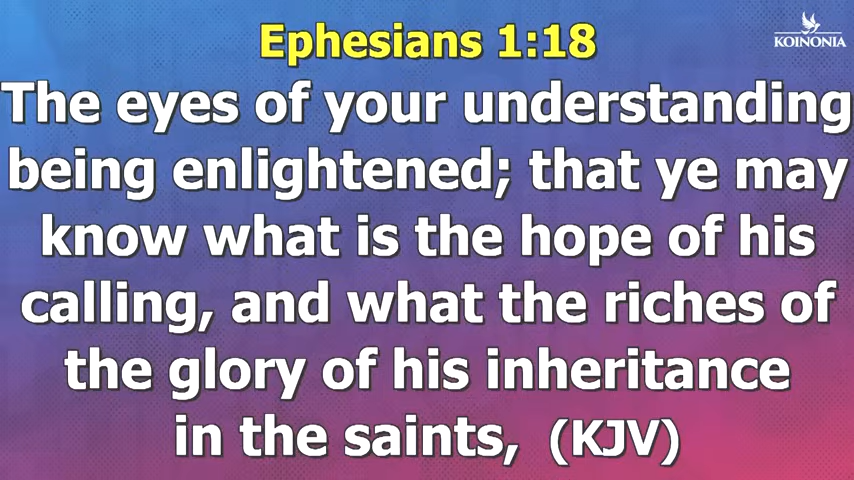 Ephesians 1:18
KOINONIA
The eyes of your understanding
being enlightened; that ye may
know what is the hope of his
calling, and what the riches of
the glory of his inheritance
in the saints, (KJV)